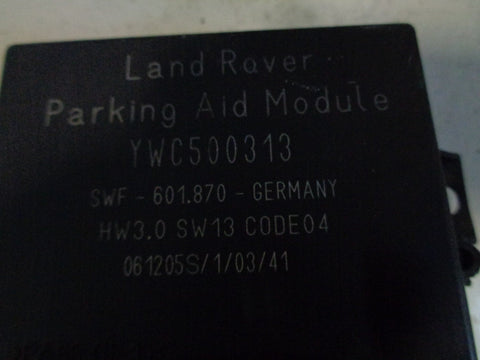 Land Rover
Parking Aid Module
YWC500313
SWF - 601.870 - GERMANY
HW3.0 SW13 CODE04
061205S/1/03/41